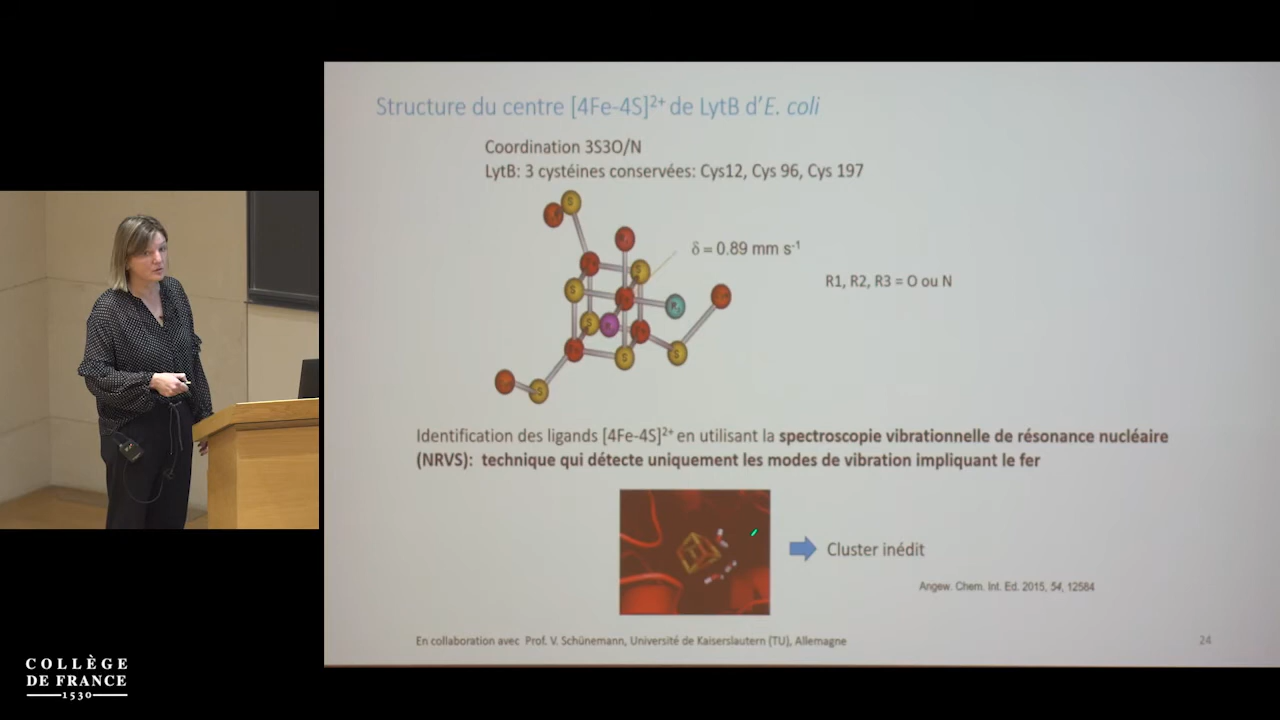 Structure du centre [4Fe-4S]²⁺ de LytB d'E. coli
Coordination 3S3O/N
LytB: 3 cystéines conservées: Cys12, Cys 96, Cys 197
δ = 0.89 mm s⁻¹
R1, R2, R3 = O ou N
Identification des ligands [4Fe-4S]²⁺ en utilisant la spectroscopie vibrationnelle de résonance nucléaire
(NRVS): technique qui détecte uniquement les modes de vibration impliquant le fer
Cluster inédit
Angew. Chem. Int. Ed. 2015, 54, 12584
En collaboration avec Prof. V. Schünemann, Université de Kaiserslautern (TU), Allemagne
24
COLLÈGE
DE FRANCE
1530